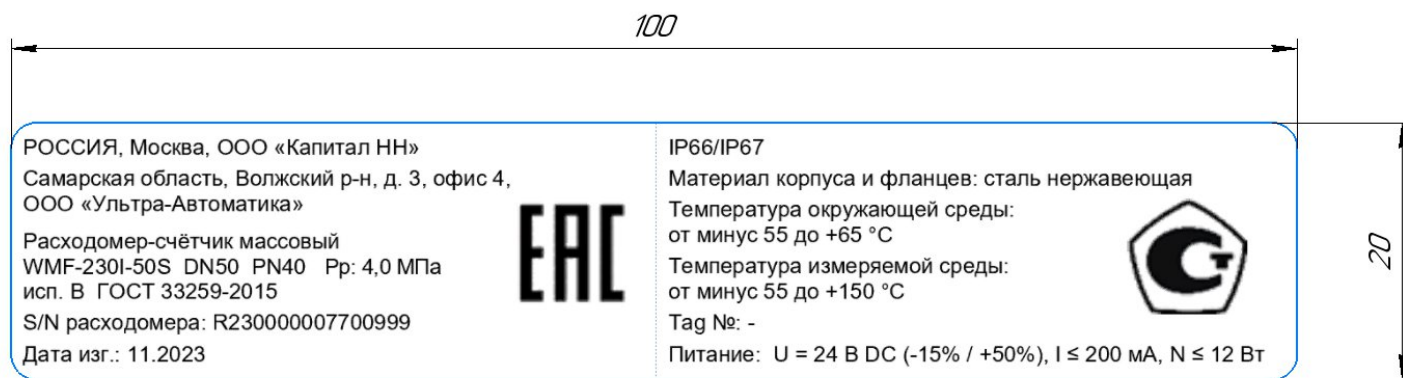 100
РОССИЯ, Москва, ООО «Капитал НН»
Самарская область, Волжский р-н, д. 3, офис 4,
ООО «Ультра-Автоматика»
Расходомер-счётчик массовый
WMF-230I-50S DN50 PN40 Pp: 4,0 МПа
исп. В ГОСТ 33259-2015
S/N расходомера: R230000007700999
Дата изг.: 11.2023
EAC
IP66/IP67
Материал корпуса и фланцев: сталь нержавеющая
Температура окружающей среды:
от минус 55 до +65 °C
Температура измеряемой среды:
от минус 55 до +150 °C
Tag №: -
Питание: U = 24 В DC (-15% / +50%), I ≤ 200 мА, N ≤ 12 Вт
20